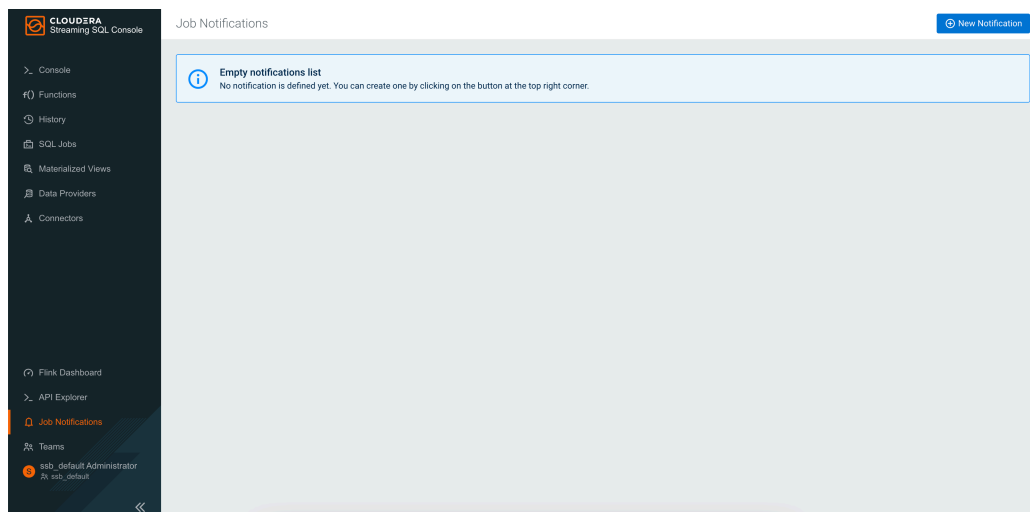 CLOUDERA
Streaming SQL Console
Job Notifications
New Notification
Empty notifications list
No notification is defined yet. You can create one by clicking on the button at the top right corner.
>_ Console
f() Functions
History
SQL Jobs
Materialized Views
Data Providers
Connectors
Flink Dashboard
>_ API Explorer
Job Notifications
Teams
S ssb_default Administrator
ssb_default